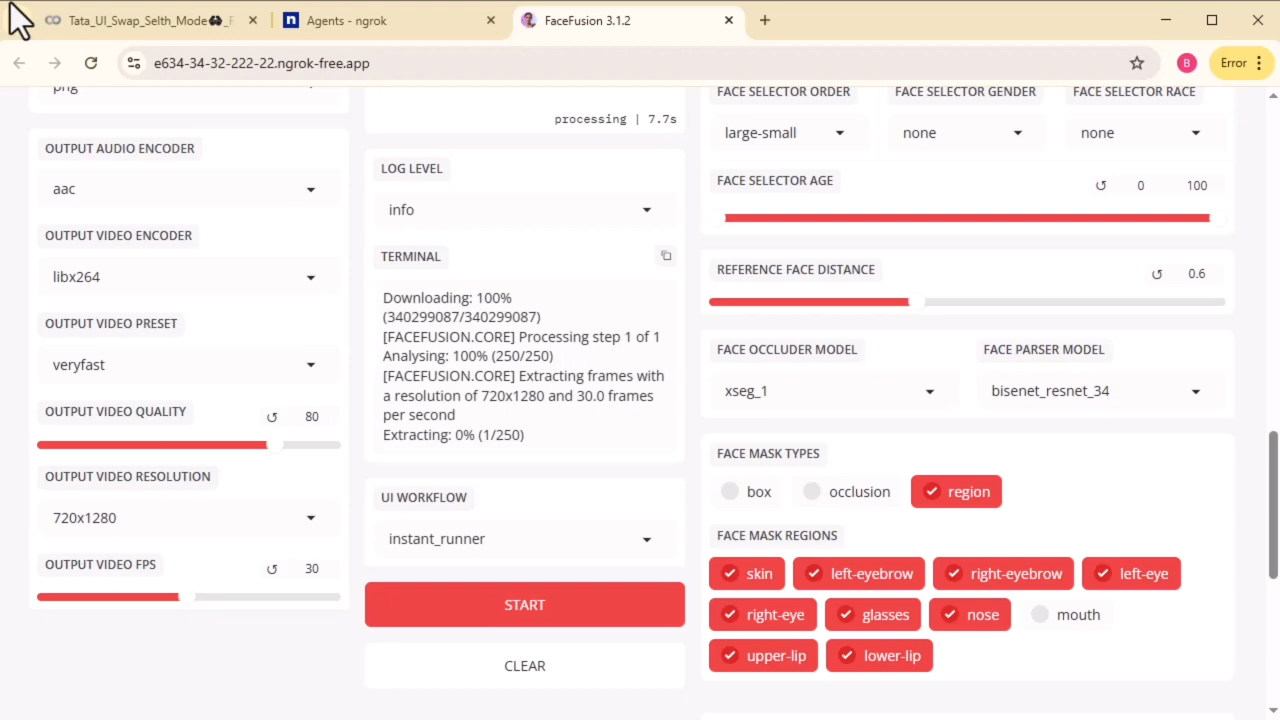 Tata_UI_Swap_Selth_Mode
Agents - ngrok
FaceFusion 3.1.2
e634-34-32-222-22.ngrok-free.app
B
Error
png
OUTPUT AUDIO ENCODER
aac
OUTPUT VIDEO ENCODER
libx264
OUTPUT VIDEO PRESET
veryfast
OUTPUT VIDEO QUALITY
80
OUTPUT VIDEO RESOLUTION
720x1280
OUTPUT VIDEO FPS
30
processing | 7.7s
LOG LEVEL
info
TERMINAL
Downloading: 100%
(340299087/340299087)
[FACEFUSION.CORE] Processing step 1 of 1
Analysing: 100% (250/250)
[FACEFUSION.CORE] Extracting frames with
a resolution of 720x1280 and 30.0 frames
per second
Extracting: 0% (1/250)
UI WORKFLOW
instant_runner
START
CLEAR
FACE SELECTOR ORDER FACE SELECTOR GENDER FACE SELECTOR RACE
large-small none none
FACE SELECTOR AGE
0 100
REFERENCE FACE DISTANCE
0.6
FACE OCCLUDER MODEL FACE PARSER MODEL
xseg_1 bisenet_resnet_34
FACE MASK TYPES
box occlusion region
FACE MASK REGIONS
skin left-eyebrow right-eyebrow left-eye
right-eye glasses nose mouth
upper-lip lower-lip